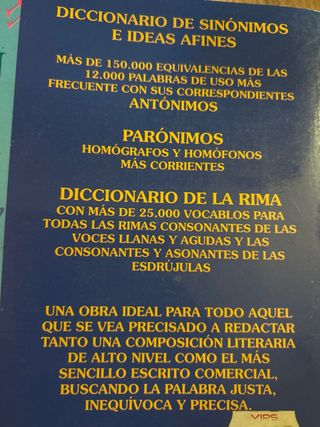 DICCIONARIO DE SINÓNIMOS
E IDEAS AFINES
MÁS DE 150.000 EQUIVALENCIAS DE LAS
12.000 PALABRAS DE USO MÁS
FRECUENTE CON SUS CORRESPONDIENTES
ANTÓNIMOS
PARÓNIMOS
HOMÓGRAFOS Y HOMÓFONOS
MÁS CORRIENTES
DICCIONARIO DE LA RIMA
CON MÁS DE 25.000 VOCABLOS PARA
TODAS LAS RIMAS CONSONANTES DE LAS
VOCES LLANAS Y AGUDAS Y LAS
CONSONANTES Y ASONANTES DE LAS
ESDRÚJULAS
UNA OBRA IDEAL PARA TODO AQUEL
QUE SE VEA PRECISADO A REDACTAR
TANTO UNA COMPOSICIÓN LITERARIA
DE ALTO NIVEL COMO EL MÁS
SENCILLO ESCRITO COMERCIAL,
BUSCANDO LA PALABRA JUSTA,
INEQUÍVOCA Y PRECISA.
VIPS